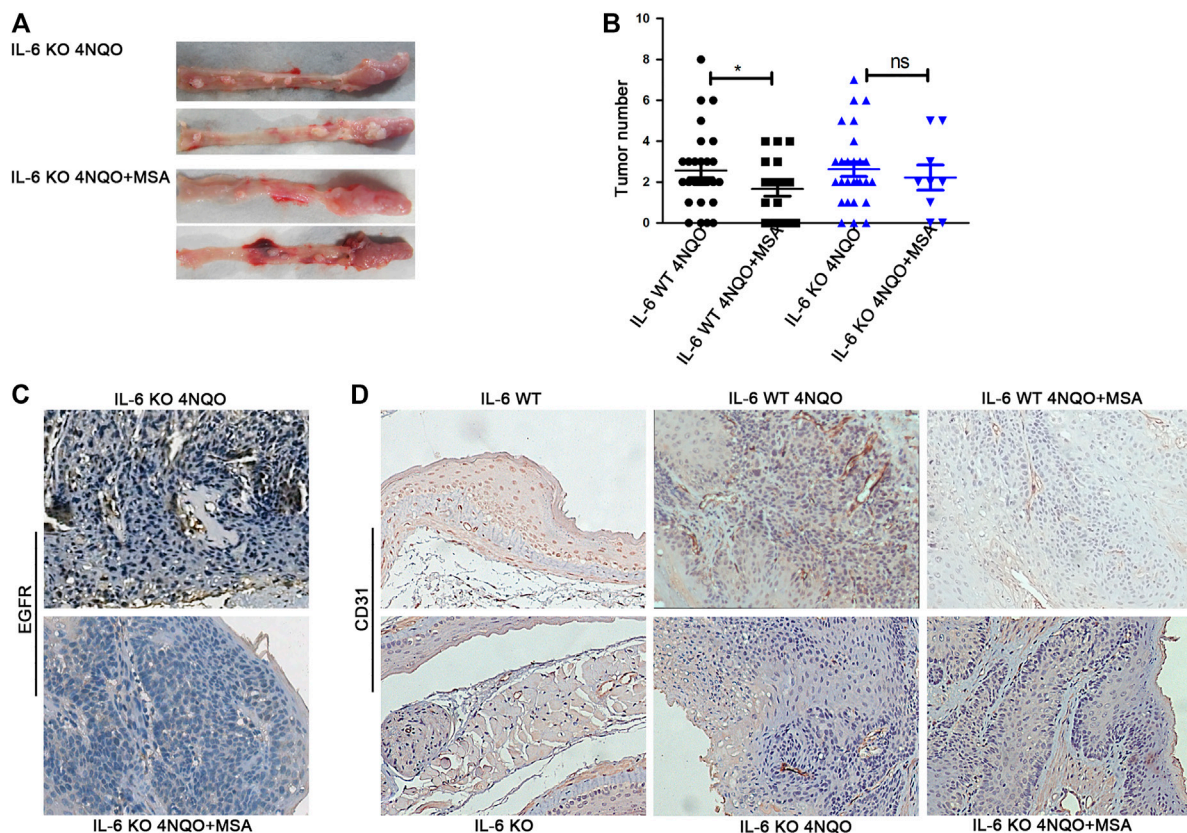 A
IL-6 KO 4NQO
IL-6 KO 4NQO+MSA
B
10
8
6
4
2
0
Tumor number
*
ns
IL-6 WT 4NQO
IL-6 WT 4NQO+MSA
IL-6 KO 4NQO
IL-6 KO 4NQO+MSA
C
IL-6 KO 4NQO
EGFR
IL-6 KO 4NQO+MSA
D
IL-6 WT
IL-6 WT 4NQO
IL-6 WT 4NQO+MSA
CD31
IL-6 KO
IL-6 KO 4NQO
IL-6 KO 4NQO+MSA